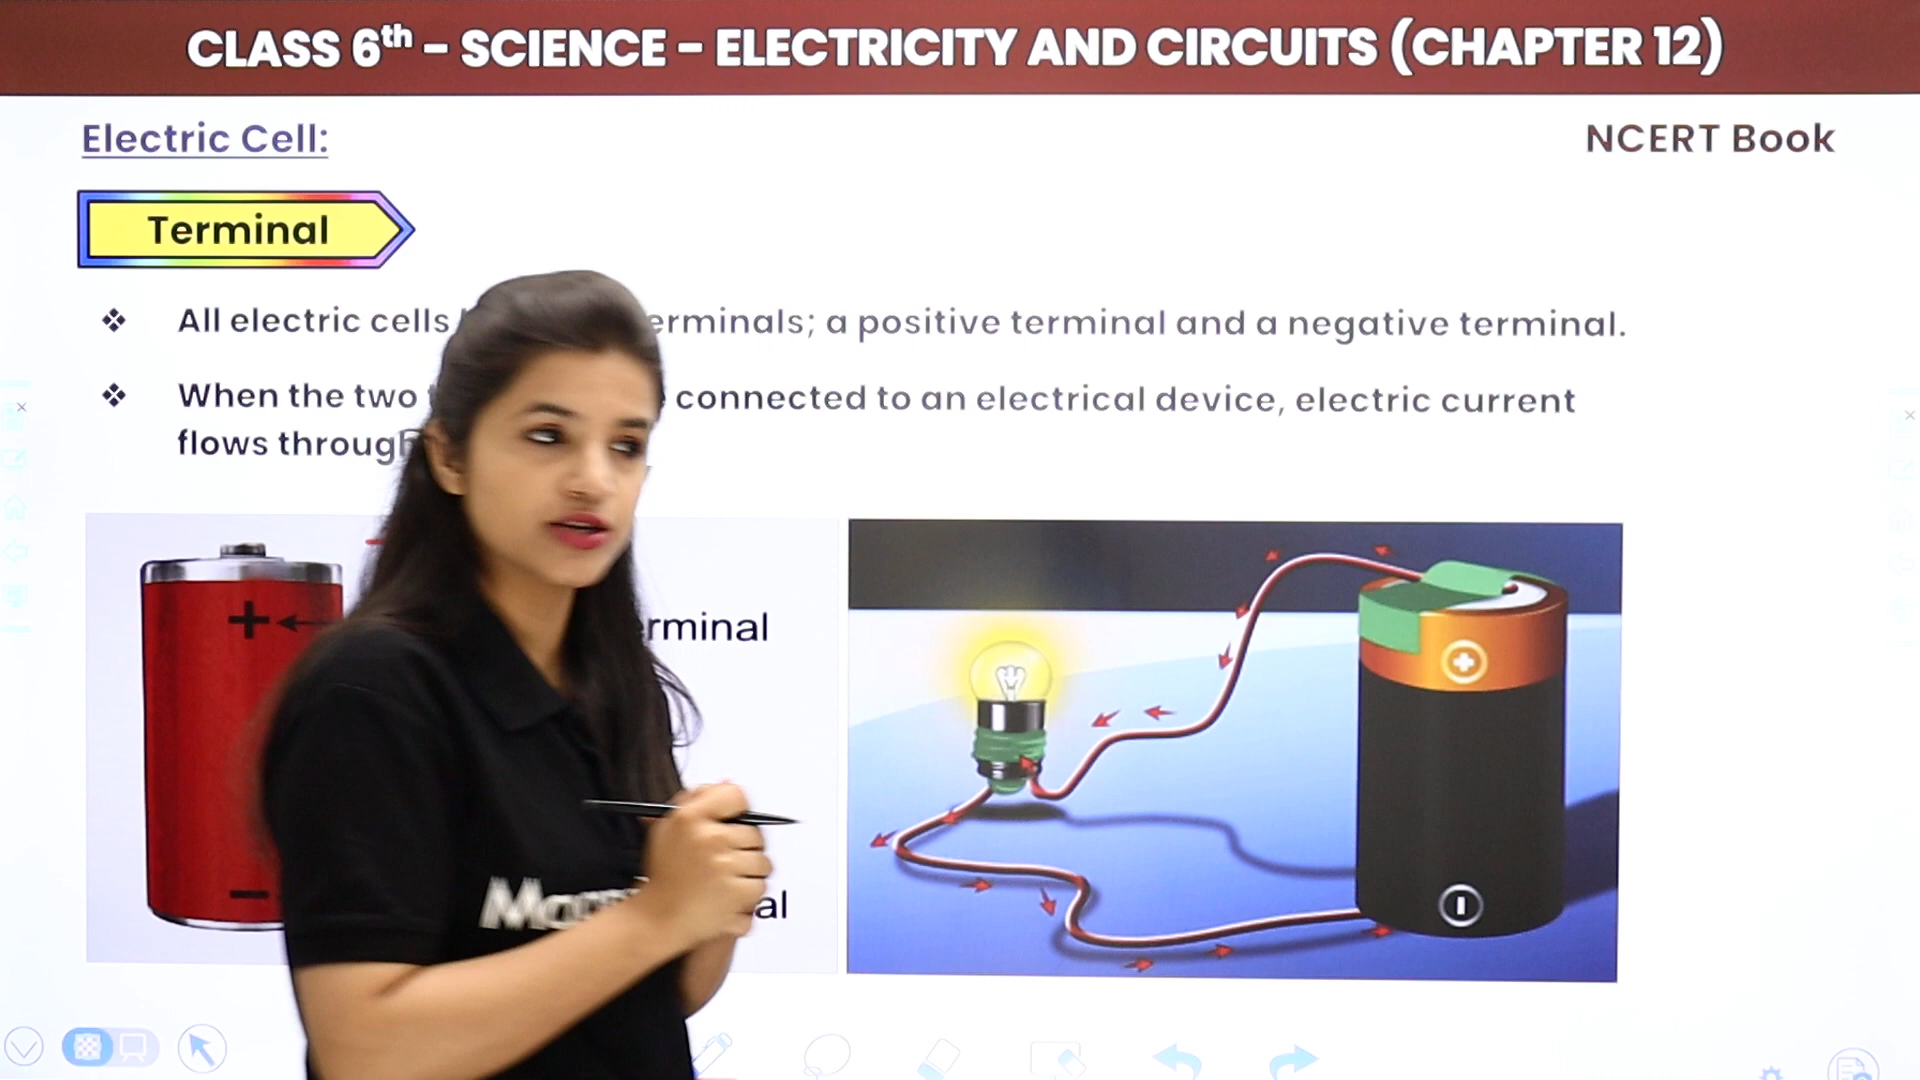 CLASS 6th – SCIENCE – ELECTRICITY AND CIRCUITS (CHAPTER 12)
Electric Cell:
NCERT Book
Terminal
All electric cells erminals; a positive terminal and a negative terminal.
When the two connected to an electrical device, electric current
flows through
+
rminal
–
al